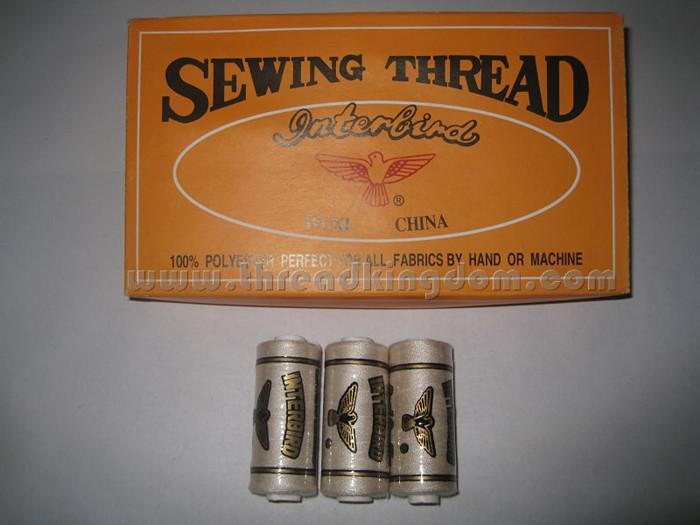 SEWING THREAD
Interbird
®
CHINA
100% POLYESTER PERFECT FOR ALL FABRICS BY HAND OR MACHINE
www.threadkingdom.com
INTERBIRD
INTERBIRD